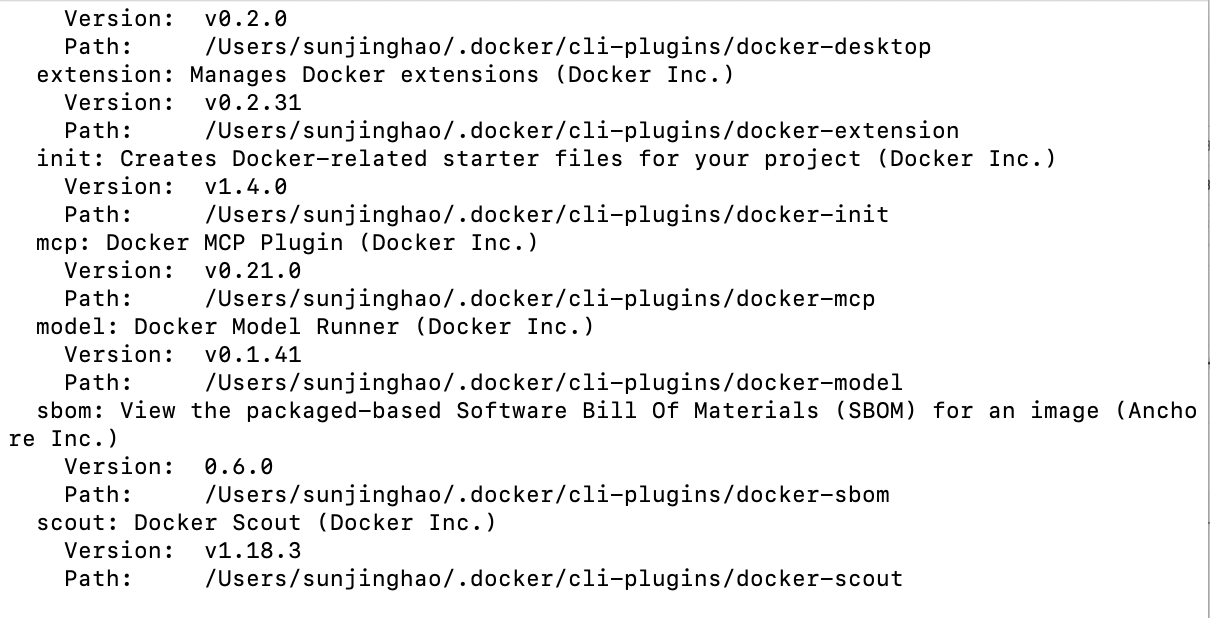 Version:  v0.2.0
Path:     /Users/sunjinghao/.docker/cli-plugins/docker-desktop
extension: Manages Docker extensions (Docker Inc.)
Version:  v0.2.31
Path:     /Users/sunjinghao/.docker/cli-plugins/docker-extension
init: Creates Docker-related starter files for your project (Docker Inc.)
Version:  v1.4.0
Path:     /Users/sunjinghao/.docker/cli-plugins/docker-init
mcp: Docker MCP Plugin (Docker Inc.)
Version:  v0.21.0
Path:     /Users/sunjinghao/.docker/cli-plugins/docker-mcp
model: Docker Model Runner (Docker Inc.)
Version:  v0.1.41
Path:     /Users/sunjinghao/.docker/cli-plugins/docker-model
sbom: View the packaged-based Software Bill Of Materials (SBOM) for an image (Ancho
re Inc.)
Version:  0.6.0
Path:     /Users/sunjinghao/.docker/cli-plugins/docker-sbom
scout: Docker Scout (Docker Inc.)
Version:  v1.18.3
Path:     /Users/sunjinghao/.docker/cli-plugins/docker-scout